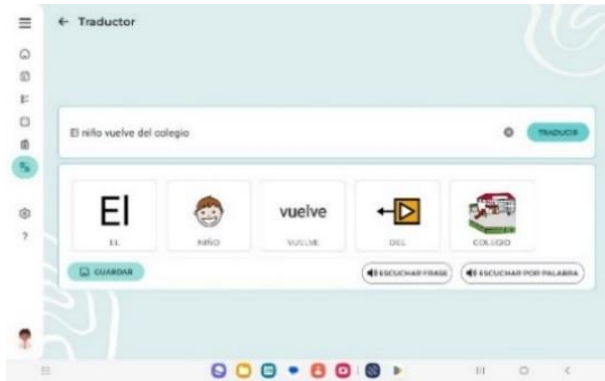 ← Traductor
El niño vuelve del colegio
TRADUCIR
El
vuelve
EL
NIÑO
VUELVE
DEL
COLEGIO
GUARDAR
ESCUCHAR FRASE
ESCUCHAR POR PALABRA